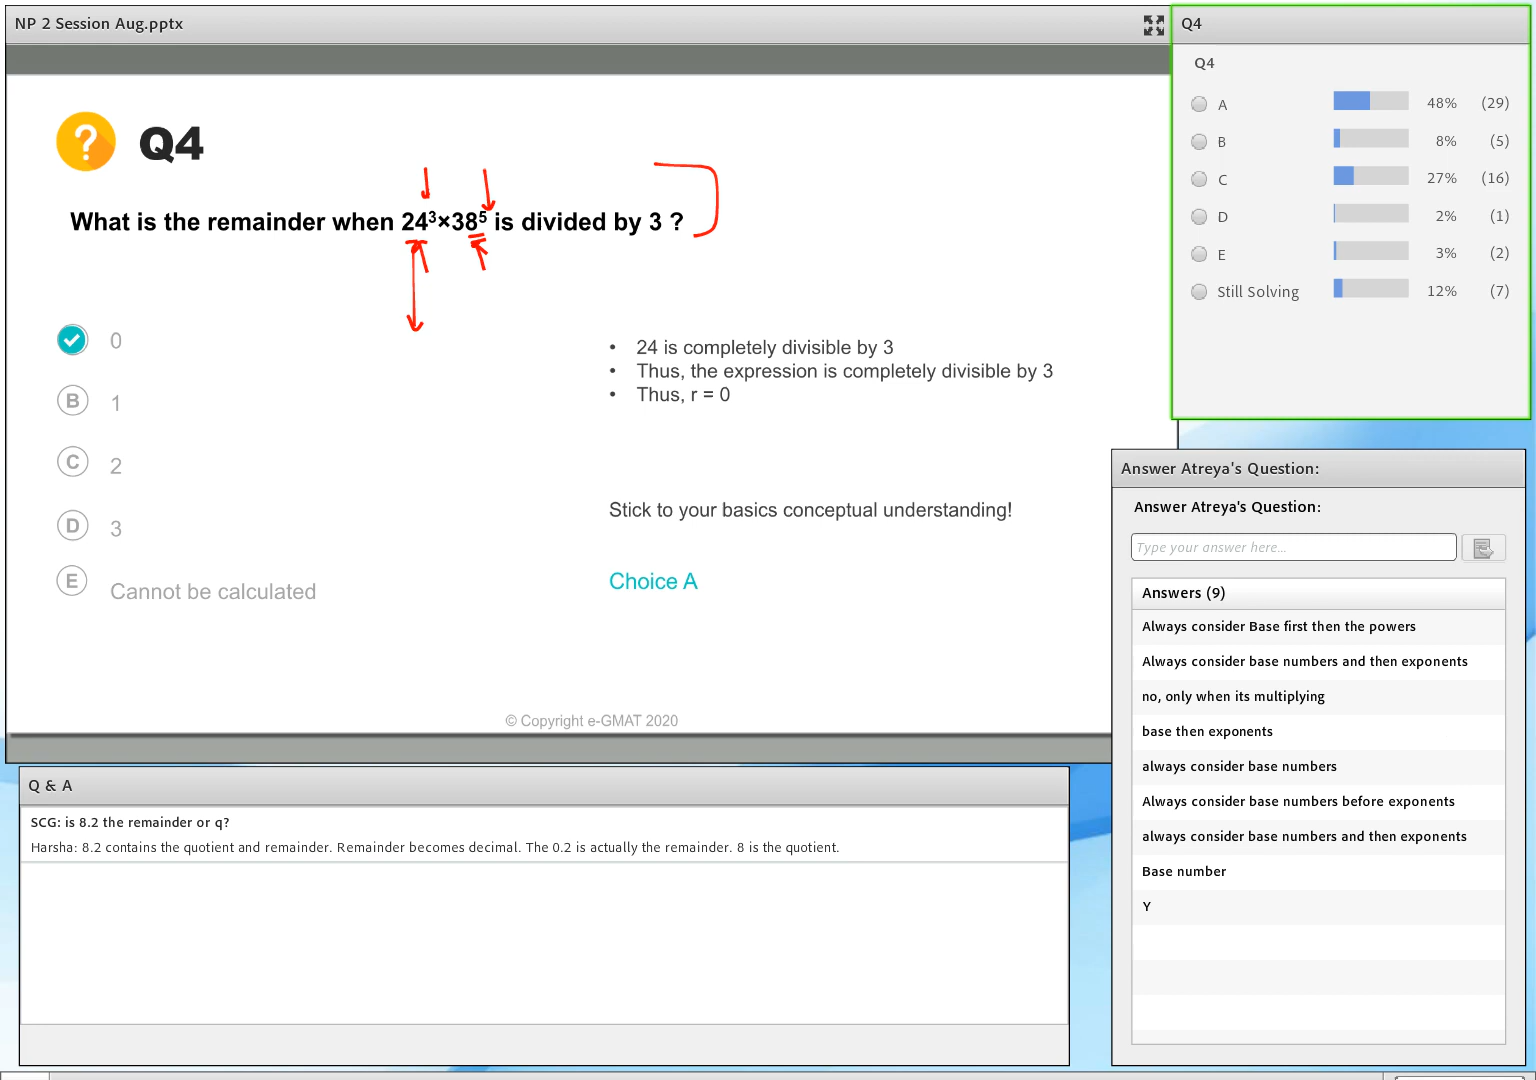 NP 2 Session Aug.pptx
Q4
What is the remainder when 24³×38⁵ is divided by 3 ?
0
B 1
C 2
D 3
E Cannot be calculated
• 24 is completely divisible by 3
• Thus, the expression is completely divisible by 3
• Thus, r = 0
Stick to your basics conceptual understanding!
Choice A
© Copyright e-GMAT 2020
Q4
Q4
A 48% (29)
B 8% (5)
C 27% (16)
D 2% (1)
E 3% (2)
Still Solving 12% (7)
Answer Atreya's Question:
Answer Atreya's Question:
Type your answer here...
Answers (9)
Always consider Base first then the powers
Always consider base numbers and then exponents
no, only when its multiplying
base then exponents
always consider base numbers
Always consider base numbers before exponents
always consider base numbers and then exponents
Base number
Y
Q & A
SCG: is 8.2 the remainder or q?
Harsha: 8.2 contains the quotient and remainder. Remainder becomes decimal. The 0.2 is actually the remainder. 8 is the quotient.